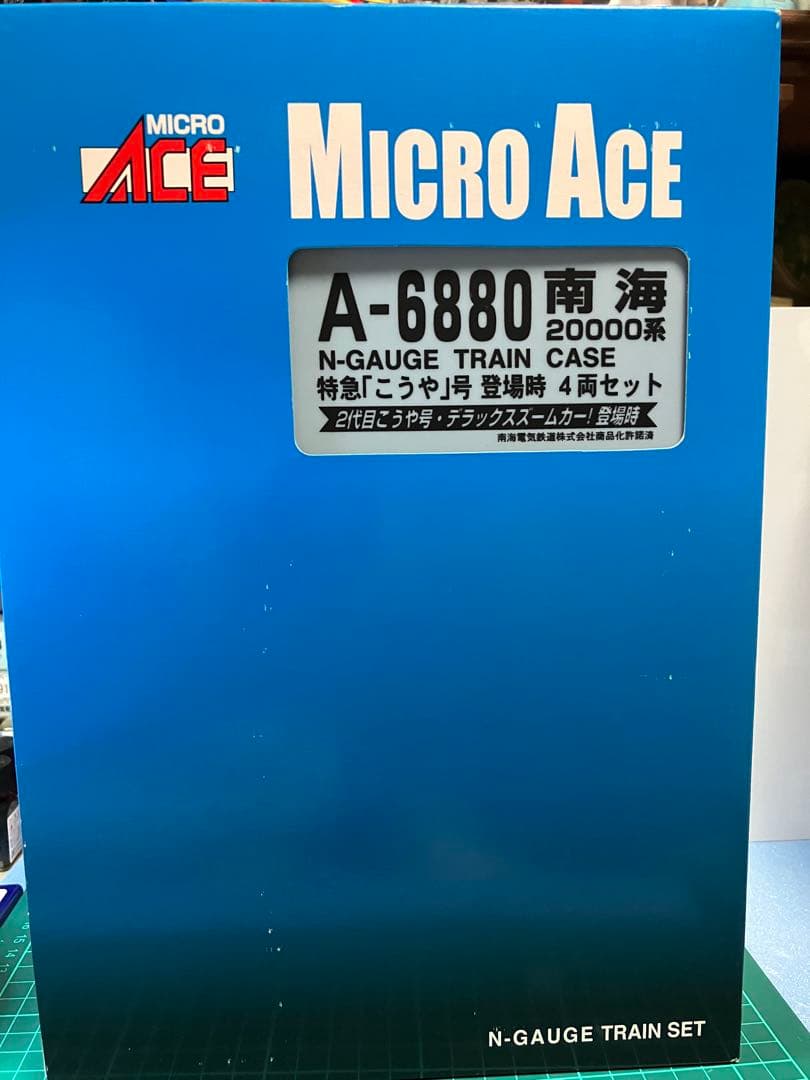 MICRO
ACE
MICRO ACE
A-6880 南海
20000系
N-GAUGE TRAIN CASE
特急「こうや」号 登場時 4両セット
2代目こうや号・デラックスズームカー!登場時
南海電気鉄道株式会社商品化許諾済
N-GAUGE TRAIN SET